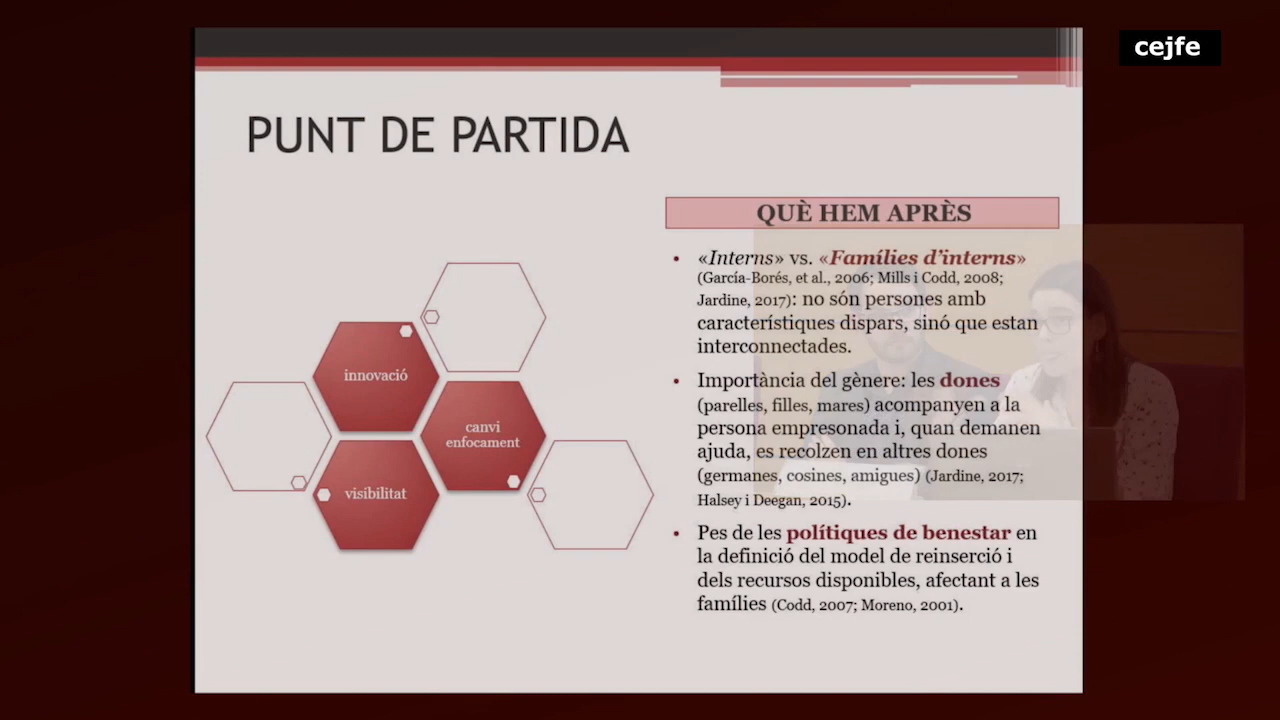 cejfe
PUNT DE PARTIDA
innovació
canvi
enfocament
visibilitat
QUÈ HEM APRÈS
• «Interns» vs. «Famílies d'interns»
(García-Borés, et al., 2006; Mills i Codd, 2008;
Jardine, 2017): no són persones amb
característiques dispars, sinó que estan
interconnectades.
• Importància del gènere: les dones
(parelles, filles, mares) acompanyen a la
persona empresonada i, quan demanen
ajuda, es recolzen en altres dones
(germanes, cosines, amigues) (Jardine, 2017;
Halsey i Deegan, 2015).
• Pes de les polítiques de benestar en
la definició del model de reinserció i
dels recursos disponibles, afectant a les
famílies (Codd, 2007; Moreno, 2001).